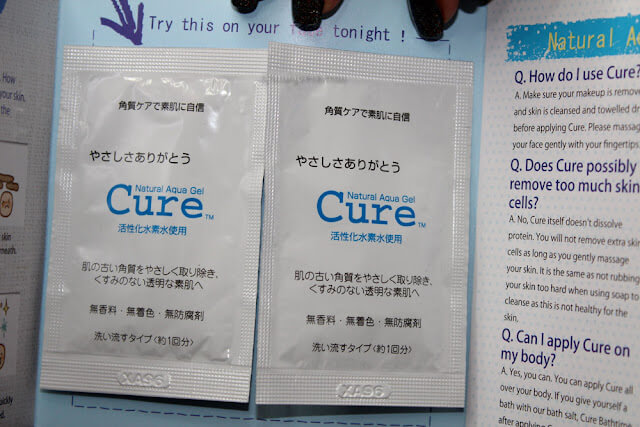 Try this on your face tonight !
How
your skin.
the
skin
角質ケアで素肌に自信
やさしさありがとう
Natural Aqua Gel
Cure™
活性化水素水使用
肌の古い角質をやさしく取り除き、
くすみのない透明な素肌へ
無香料・無着色・無防腐剤
洗い流すタイプ〈約1回分〉
XAS6
角質ケアで素肌に自信
やさしさありがとう
Natural Aqua Gel
Cure™
活性化水素水使用
肌の古い角質をやさしく取り除き、
くすみのない透明な素肌へ
無香料・無着色・無防腐剤
洗い流すタイプ〈約1回分〉
XAS6
Natural
Q. How do I use Cure?
A. Make sure your makeup is remove
and skin is cleansed and towelled dr
before applying Cure. Please massag
your face gently with your fingertips.
Q. Does Cure possibly
remove too much skin
cells?
A. No, Cure itself doesn't dissolve
protein. You will not remove extra skin
cells as long as you gently massage
your skin. It is the same as not rubbing
your skin too hard when using soap to
cleanse as this is not healthy for the
skin.
Q. Can I apply Cure on
my body?
A. Yes, you can. You can apply Cure all
over your body. If you give yourself a
bath with our bath salt, Cure Bathtime
after applying